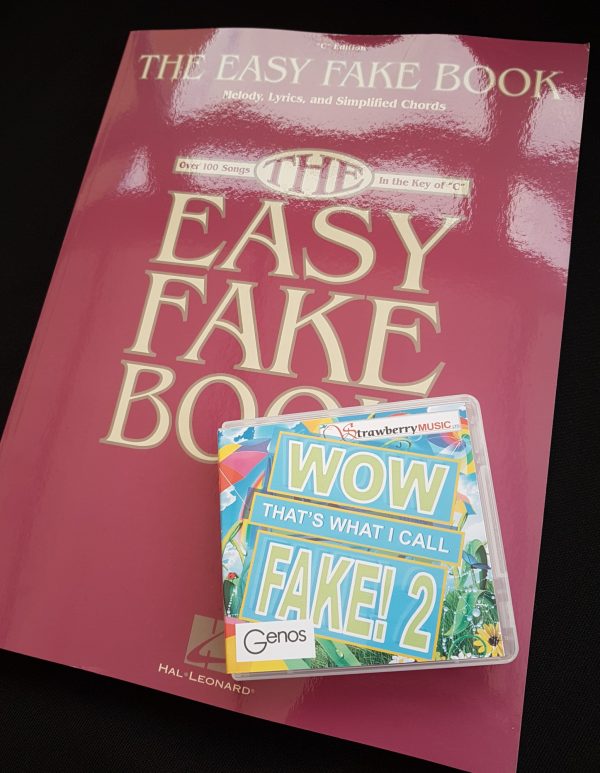 "C" Edition
THE EASY FAKE BOOK
Melody, Lyrics, and Simplified Chords
Over 100 Songs THE In the Key of "C"
EASY
FAKE
BOOK
StrawberryMUSIC LTD
WOW
THAT'S WHAT I CALL
FAKE! 2
Genos
HAL•LEONARD®